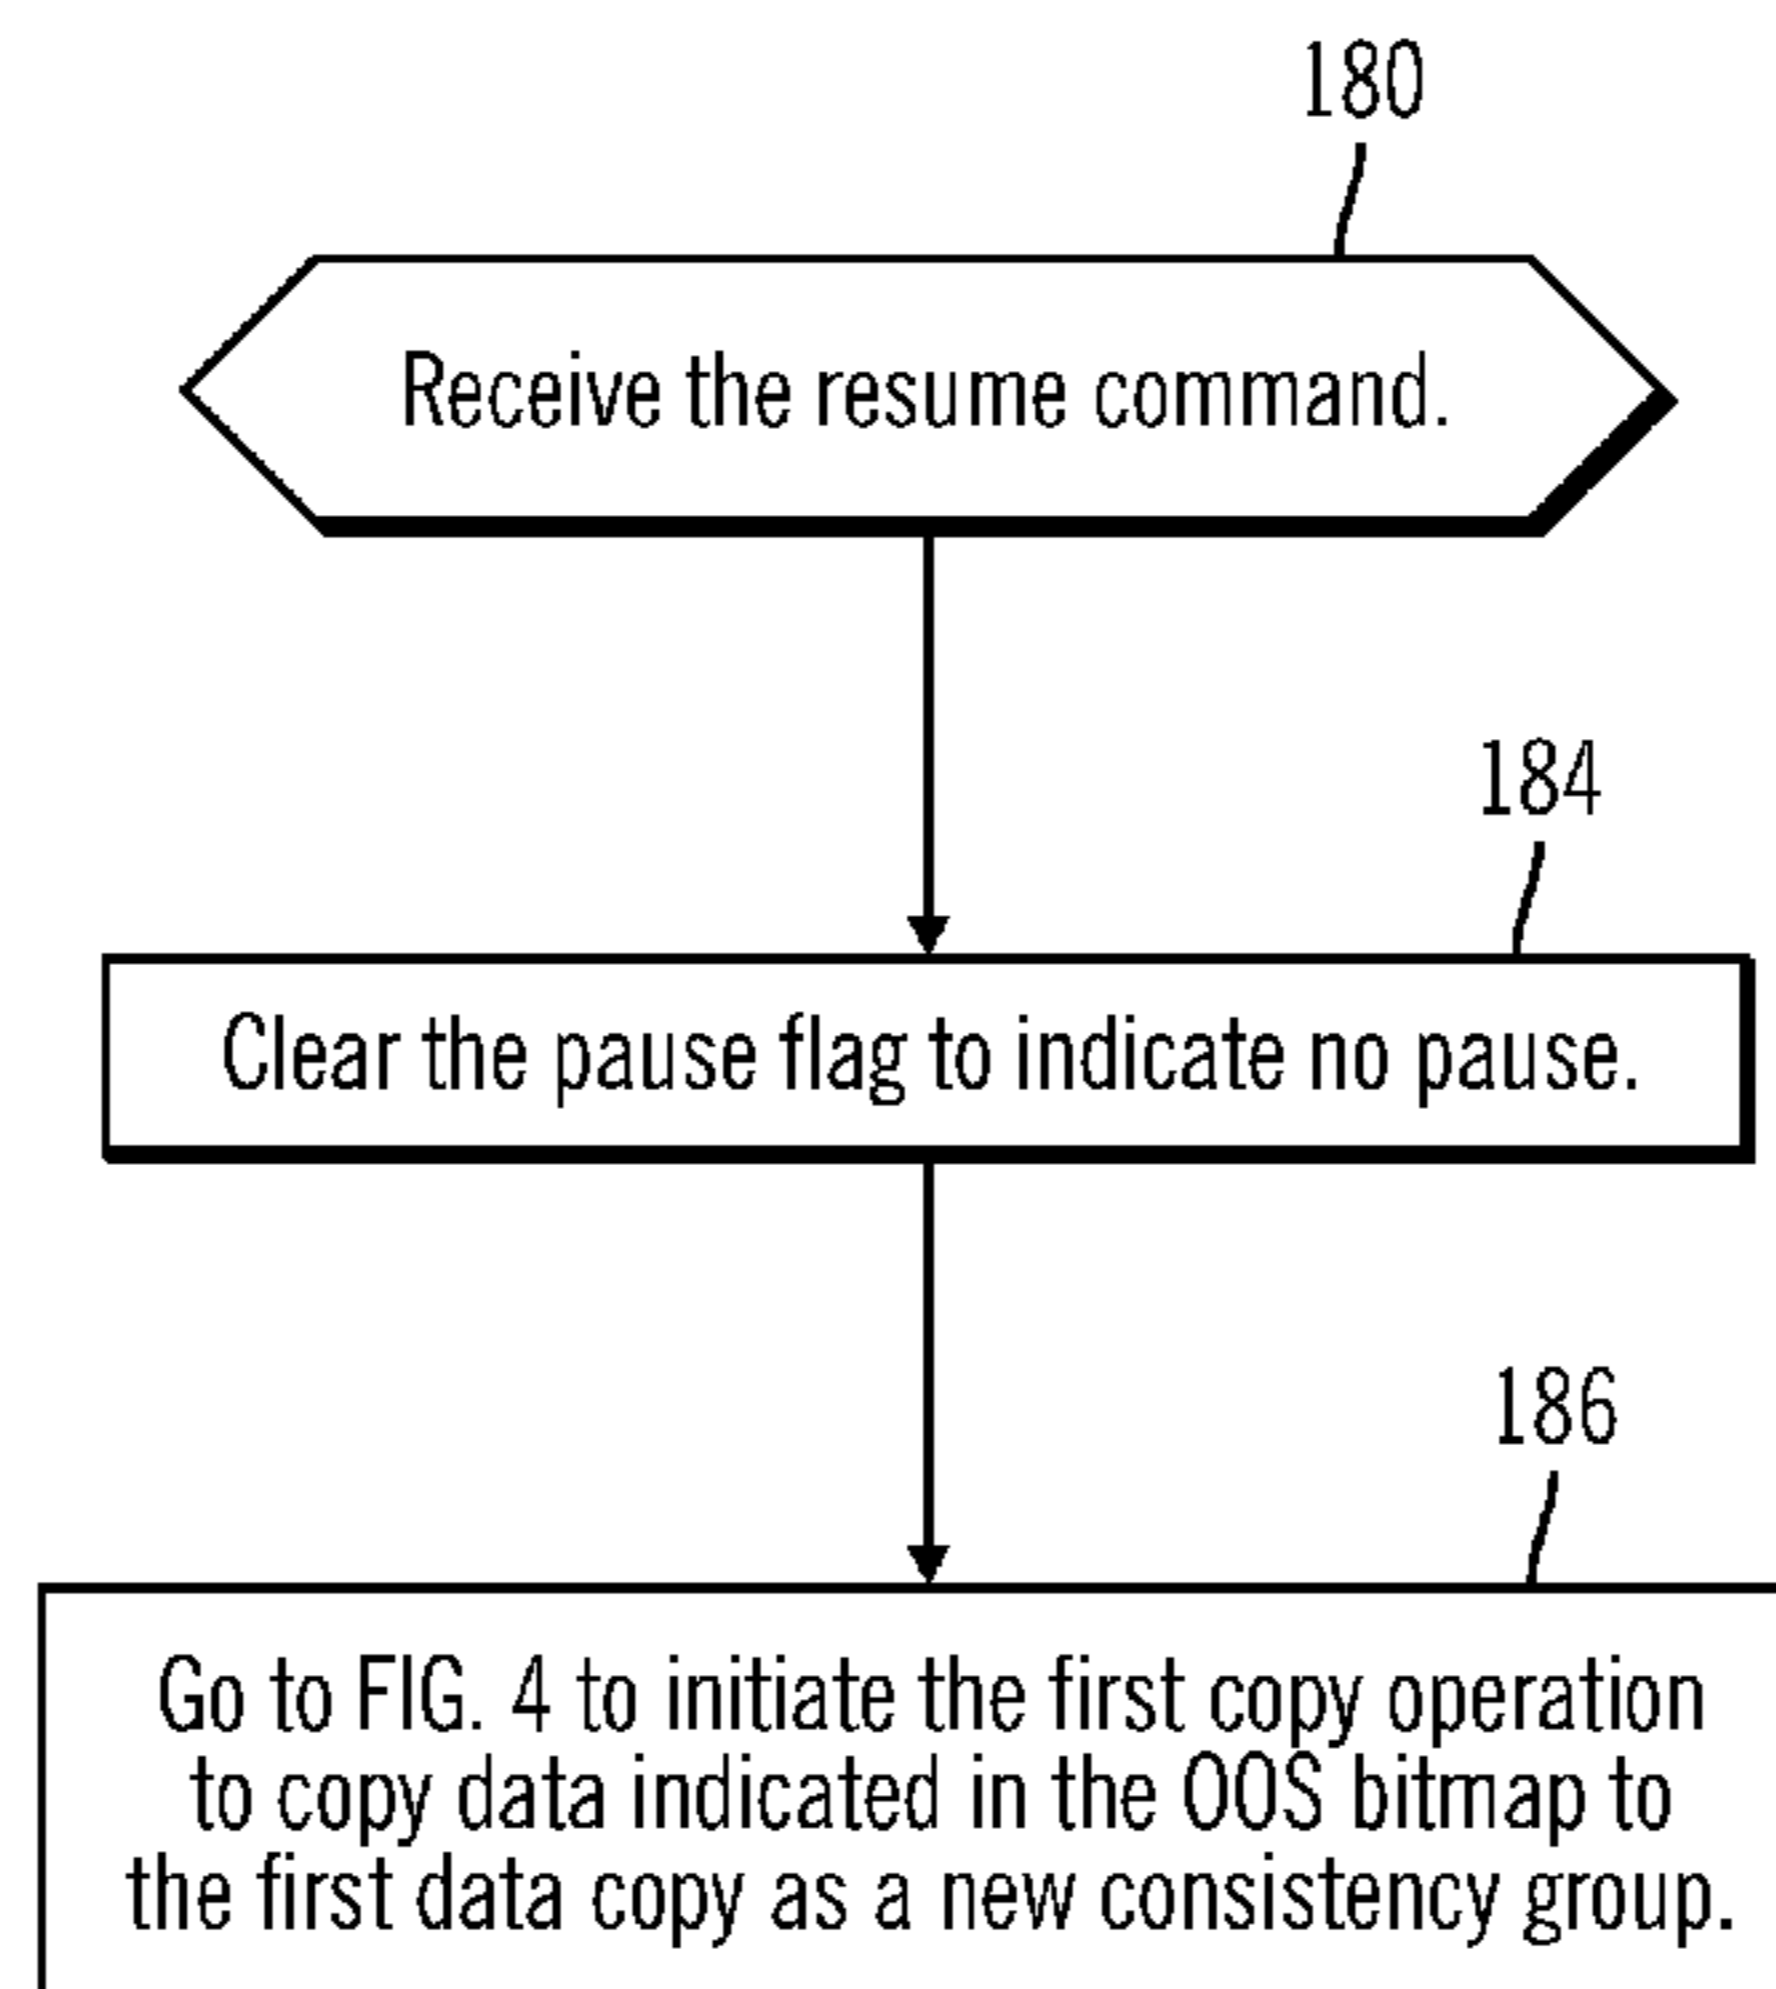 180
Receive the resume command.
184
Clear the pause flag to indicate no pause.
186
Go to FIG. 4 to initiate the first copy operation
to copy data indicated in the OOS bitmap to
the first data copy as a new consistency group.